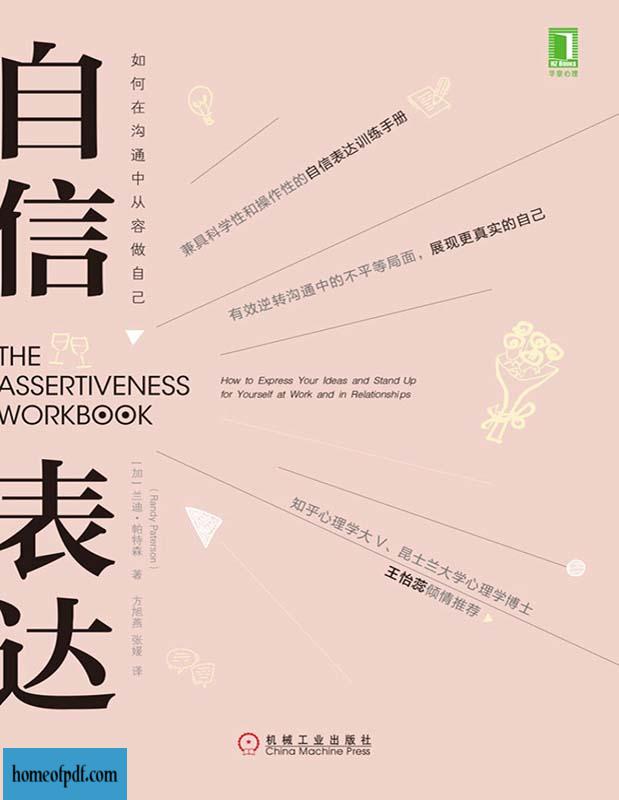 自信
表达
如何在沟通中从容做自己
HZ Books
华章心理
兼具科学性和操作性的自信表达训练手册
有效逆转沟通中的不平等局面，展现更真实的自己
THE
ASSERTIVENESS
WORKBOOK
How to Express Your Ideas and Stand Up
for Yourself at Work and in Relationships
[加]兰迪·帕特森 著
(Randy Paterson)
方旭燕 张媛 译
知乎心理学大V、昆士兰大学心理学博士
王怡蕊倾情推荐
机械工业出版社
China Machine Press
homeofpdf.com